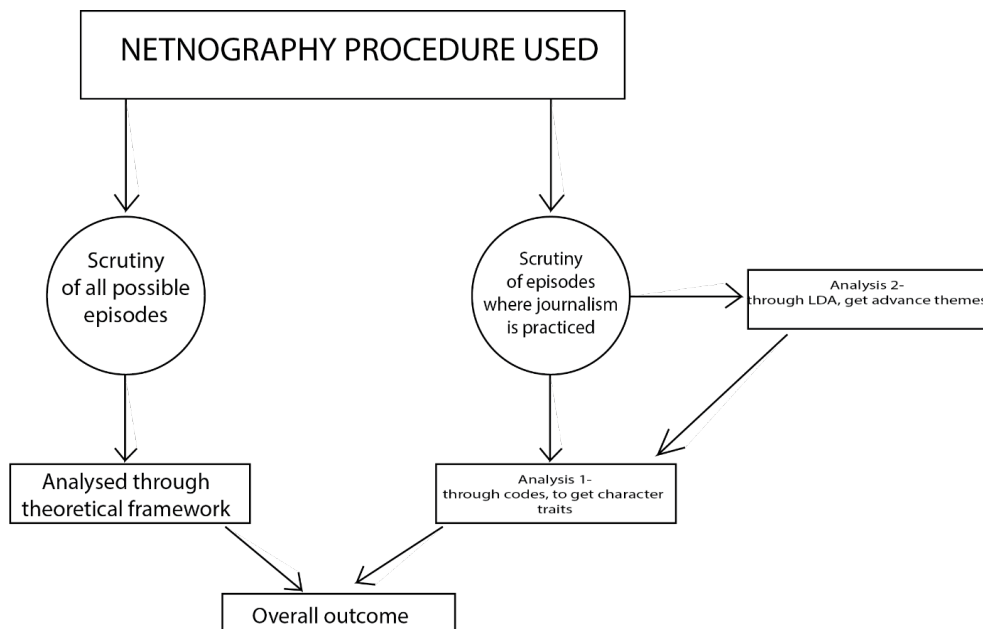 NETNOGRAPHY PROCEDURE USED
Scrutiny
of all possible
episodes
Scrutiny
of episodes
where journalism
is practiced
Analysis 2-
through LDA, get advance themes
Analysed through
theoretical framework
Analysis 1-
through codes, to get character
traits
Overall outcome